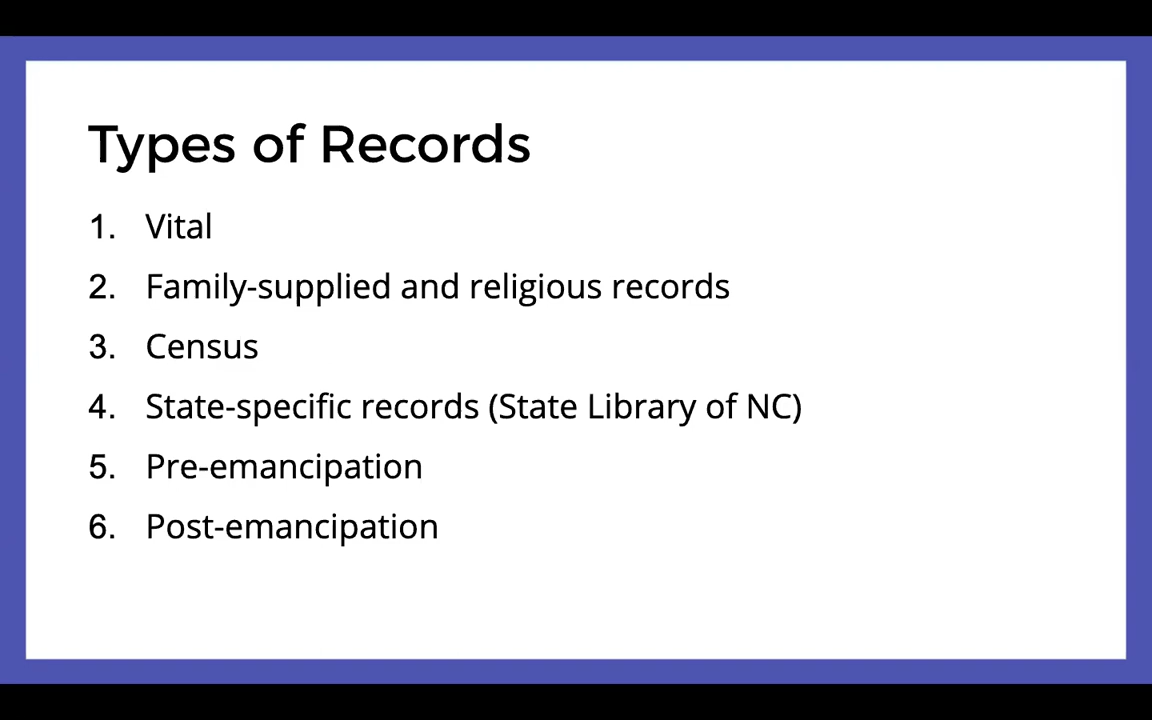 Types of Records
1. Vital
2. Family-supplied and religious records
3. Census
4. State-specific records (State Library of NC)
5. Pre-emancipation
6. Post-emancipation